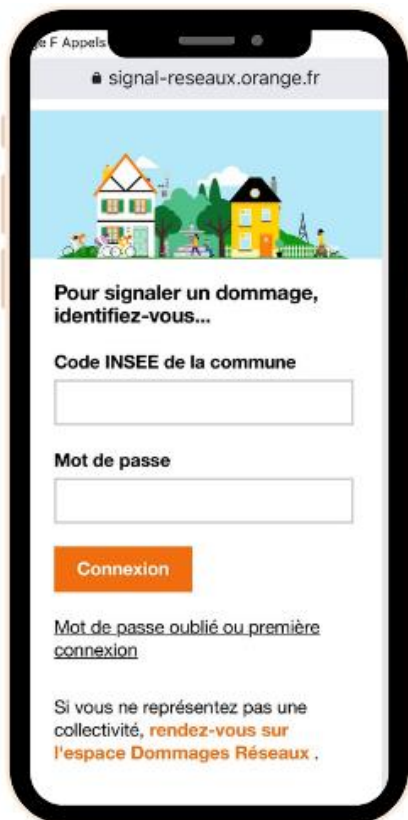 F Appels
signal-reseaux.orange.fr
Pour signaler un dommage,
identifiez-vous...
Code INSEE de la commune
Mot de passe
Connexion
Mot de passe oublié ou première
connexion
Si vous ne représentez pas une
collectivité, rendez-vous sur
l'espace Dommages Réseaux .